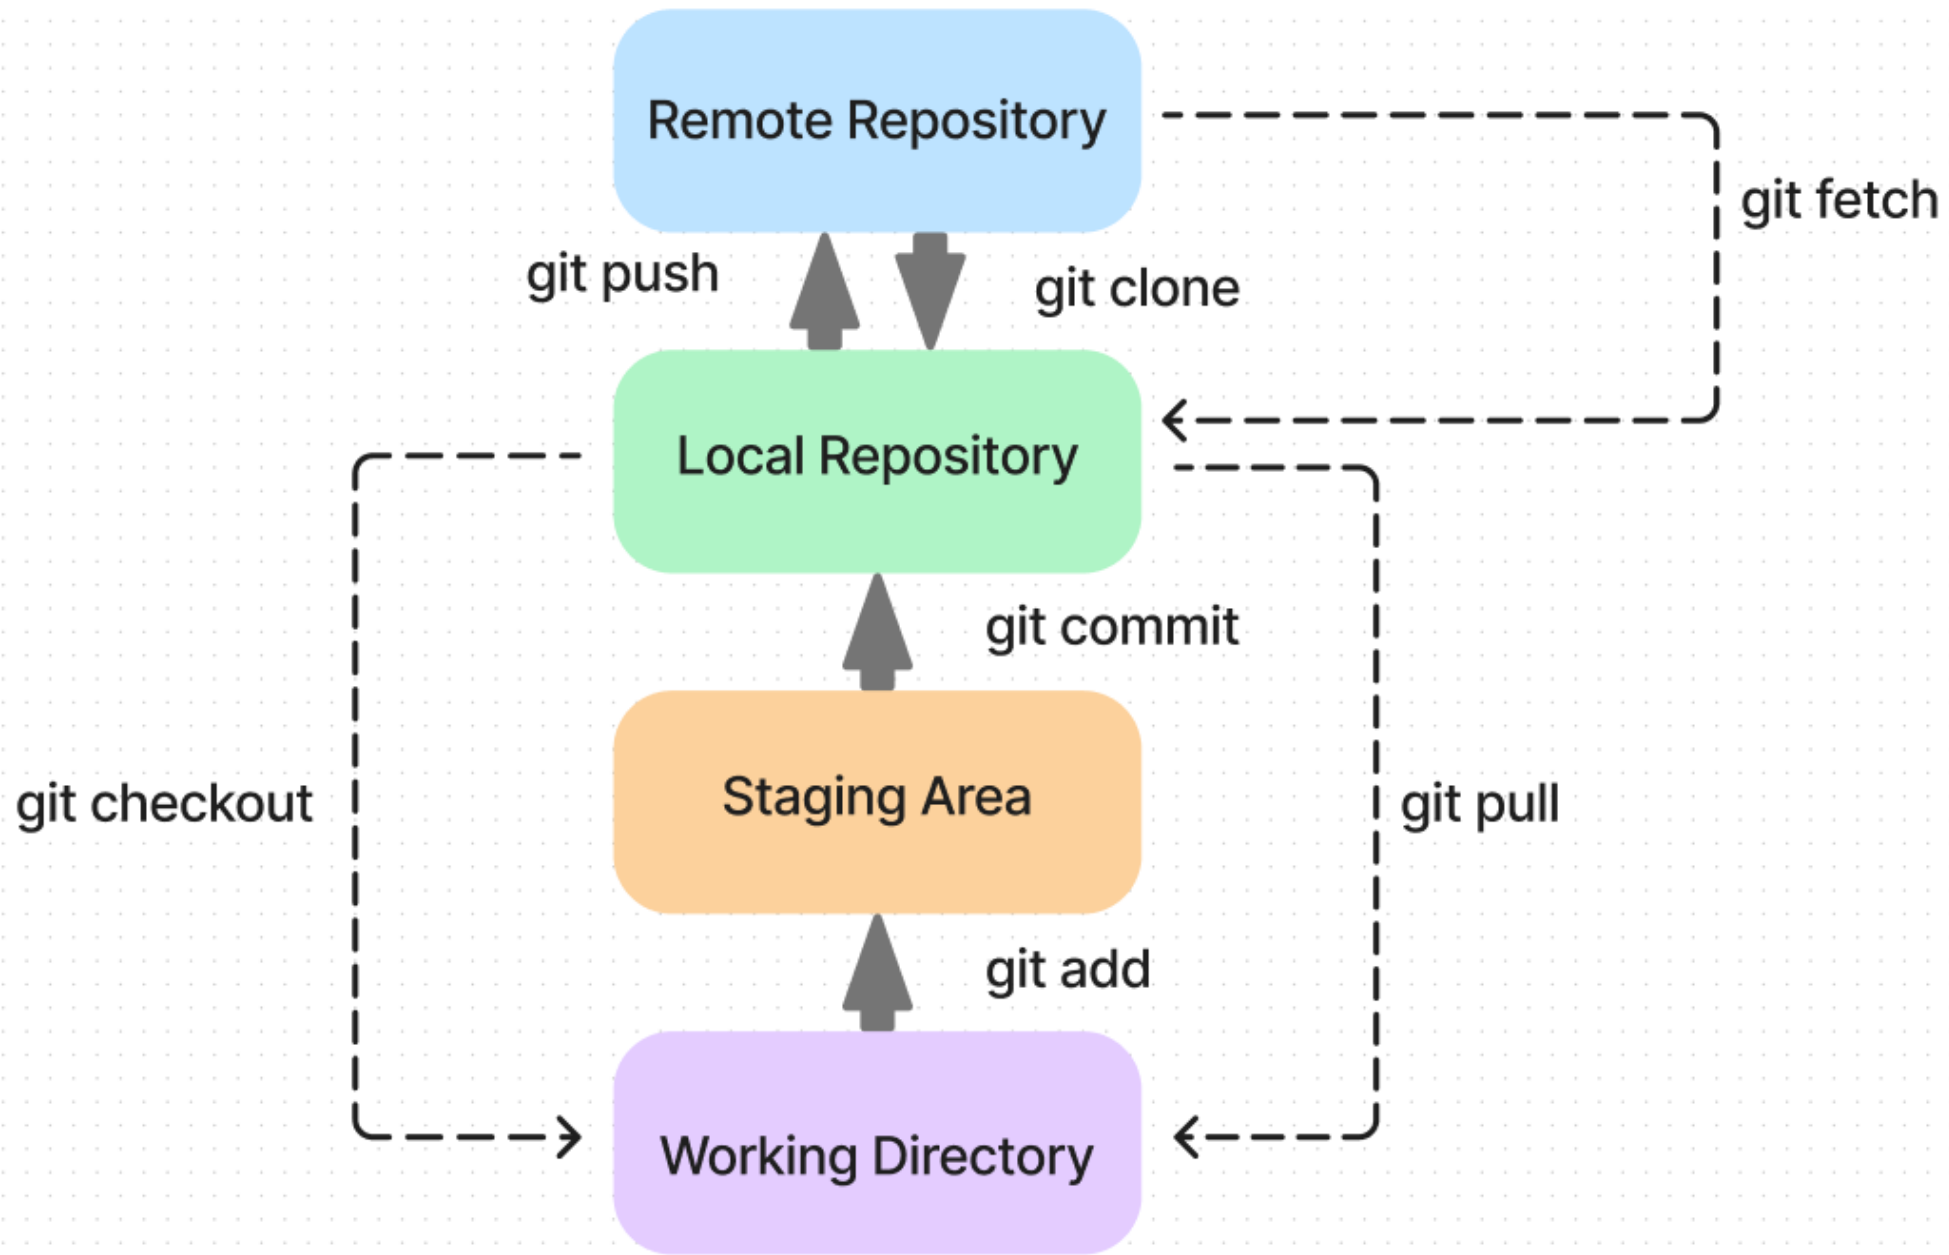 Remote Repository
git fetch
git push
git clone
Local Repository
git commit
git checkout
Staging Area
git pull
git add
Working Directory